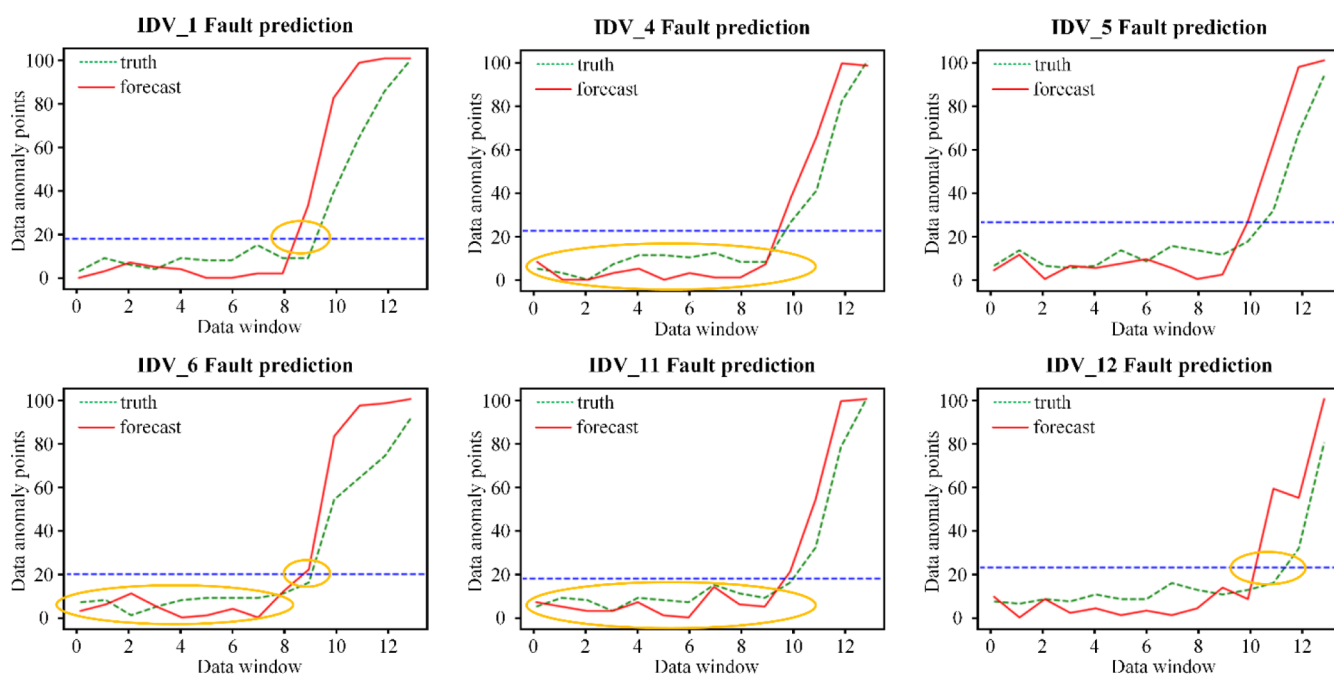 IDV_1 Fault prediction
100
80
60
40
20
0
Data anomaly points
truth
forecast
0 2 4 6 8 10 12
Data window
IDV_4 Fault prediction
100
80
60
40
20
0
Data anomaly points
truth
forecast
0 2 4 6 8 10 12
Data window
IDV_5 Fault prediction
100
80
60
40
20
0
Data anomaly points
truth
forecast
0 2 4 6 8 10 12
Data window
IDV_6 Fault prediction
100
80
60
40
20
0
Data anomaly points
truth
forecast
0 2 4 6 8 10 12
Data window
IDV_11 Fault prediction
100
80
60
40
20
0
Data anomaly points
truth
forecast
0 2 4 6 8 10 12
Data window
IDV_12 Fault prediction
100
80
60
40
20
0
Data anomaly points
truth
forecast
0 2 4 6 8 10 12
Data window